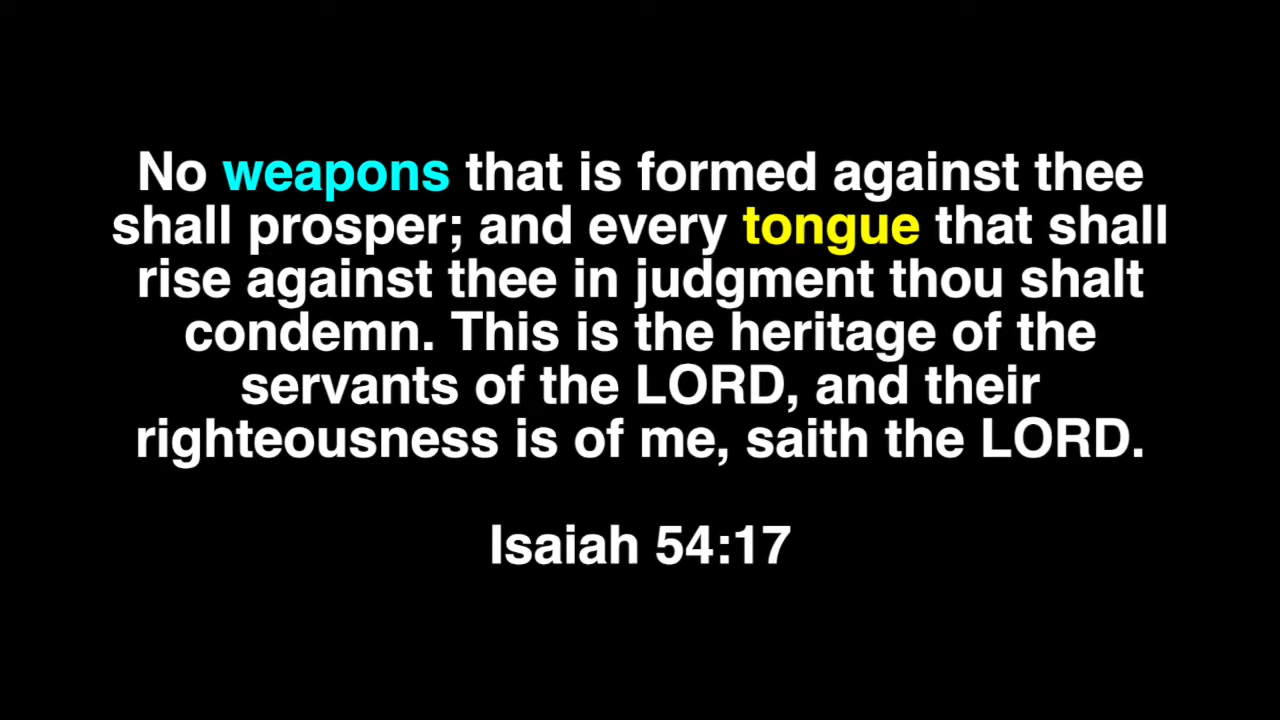 No weapons that is formed against thee
shall prosper; and every tongue that shall
rise against thee in judgment thou shalt
condemn. This is the heritage of the
servants of the LORD, and their
righteousness is of me, saith the LORD.
Isaiah 54:17